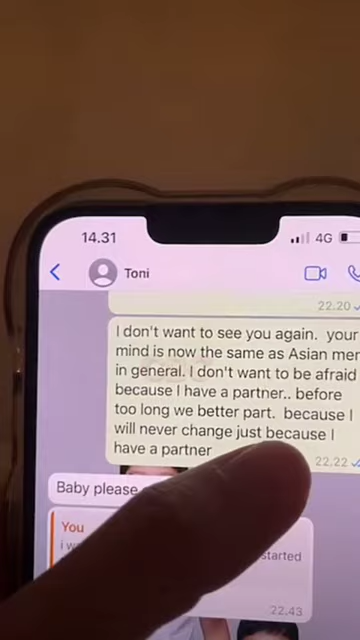 14.31
4G
Toni
22.20
I don't want to see you again. your
mind is now the same as Asian men
in general. I don't want to be afraid
because I have a partner.. before
too long we better part. because I
will never change just because I
have a partner
22.22
Baby please
You
started
22.43